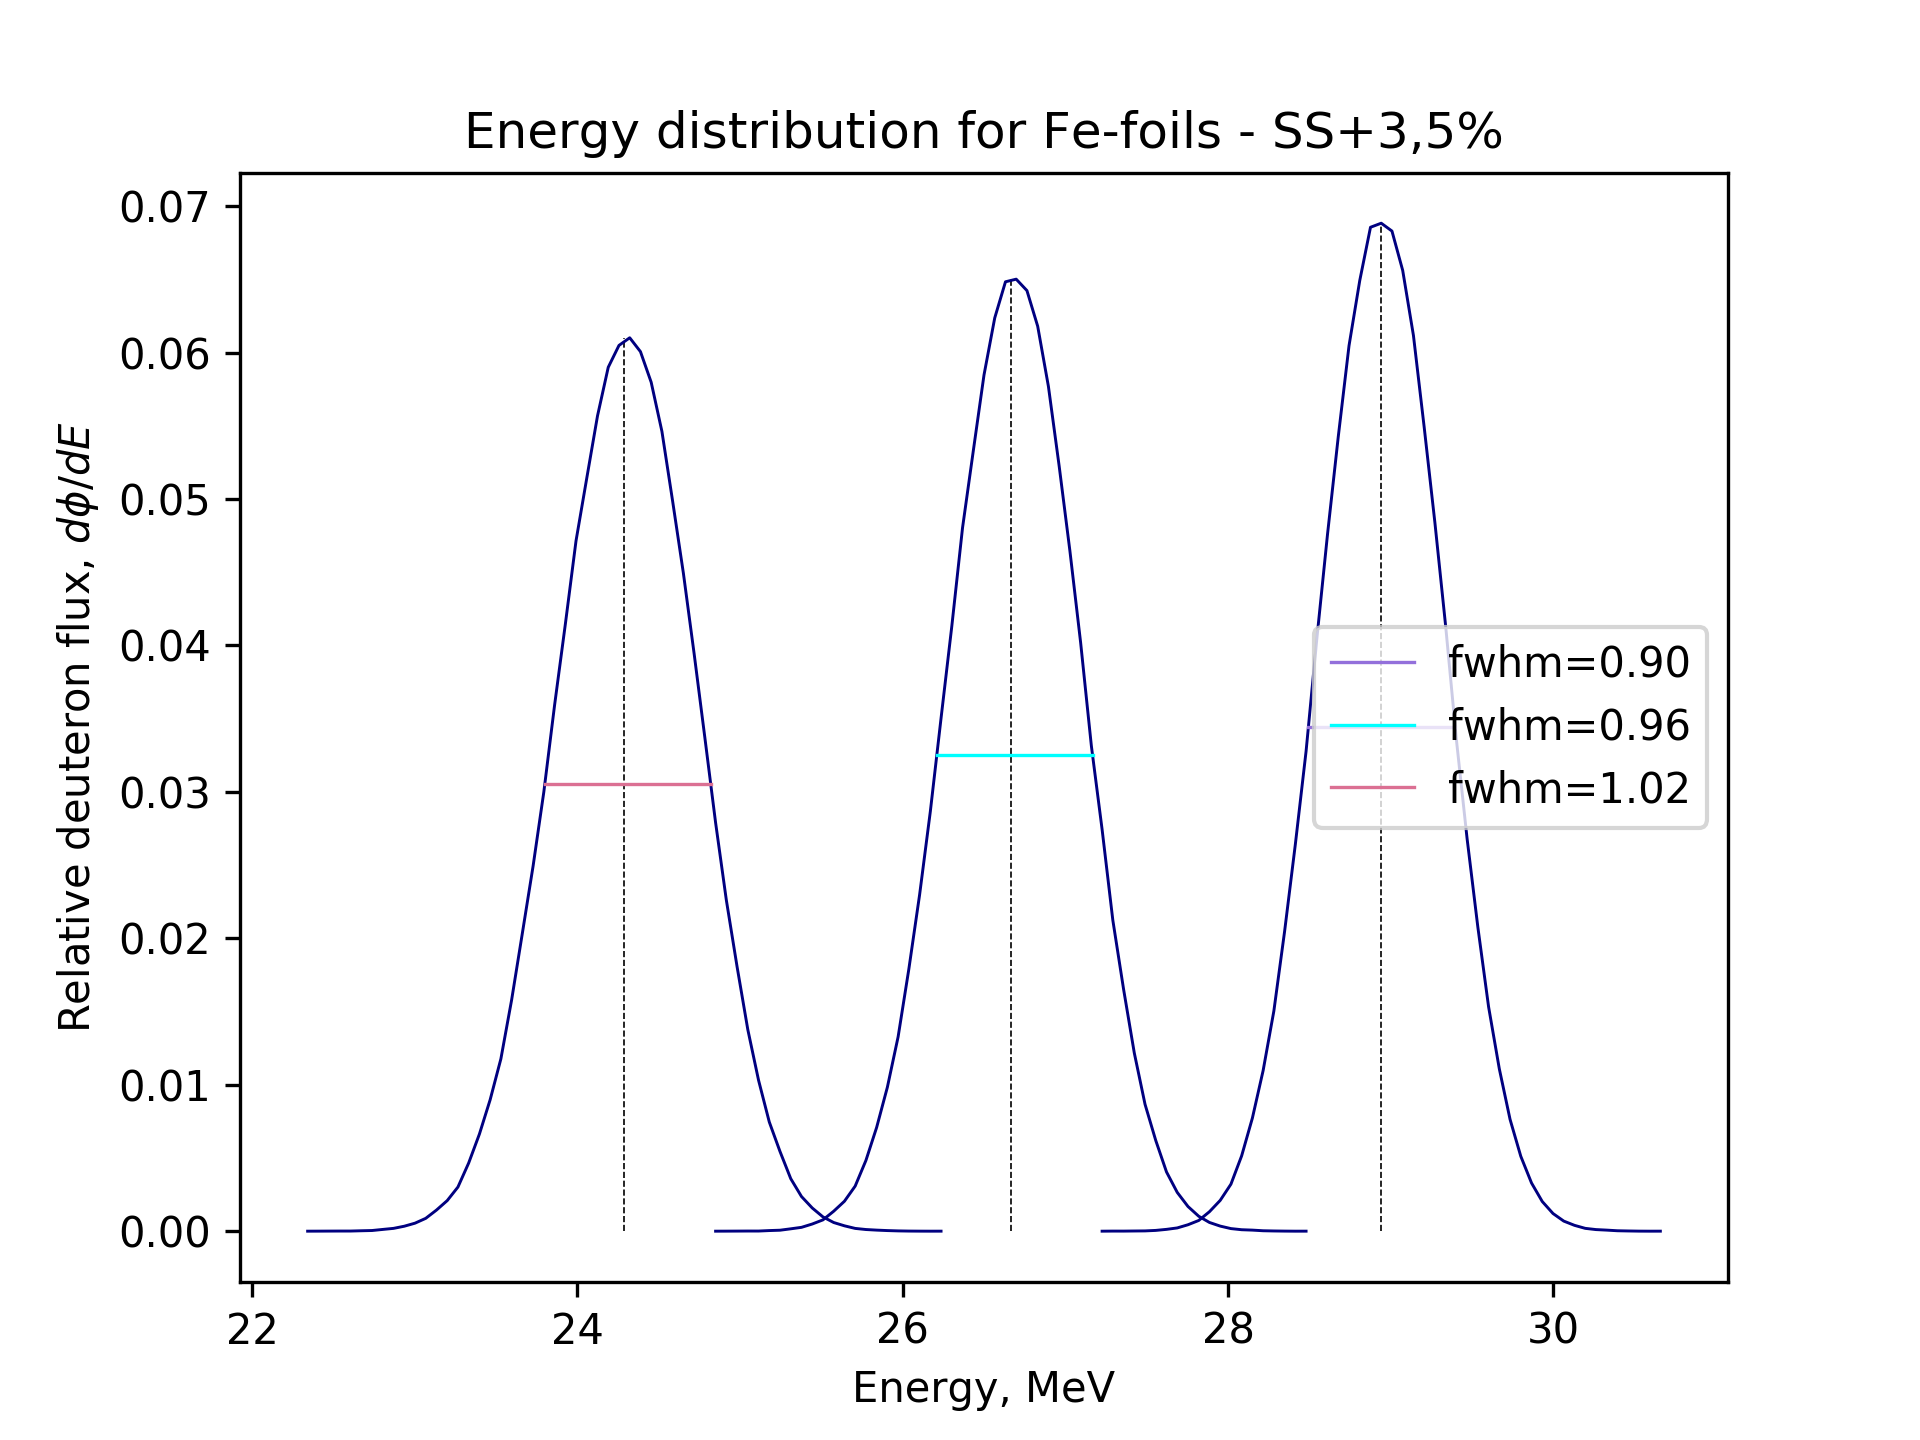 Energy distribution for Fe-foils - SS+3,5%
Relative deuteron flux, dϕ/dE
0.07
0.06
0.05
0.04
0.03
0.02
0.01
0.00
fwhm=0.90
fwhm=0.96
fwhm=1.02
22 24 26 28 30
Energy, MeV